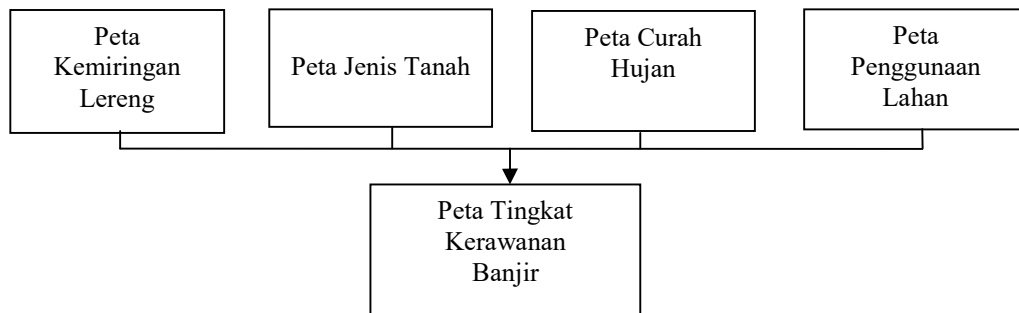 Peta
Kemiringan
Lereng
Peta Jenis Tanah
Peta Curah
Hujan
Peta
Penggunaan
Lahan
Peta Tingkat
Kerawanan
Banjir